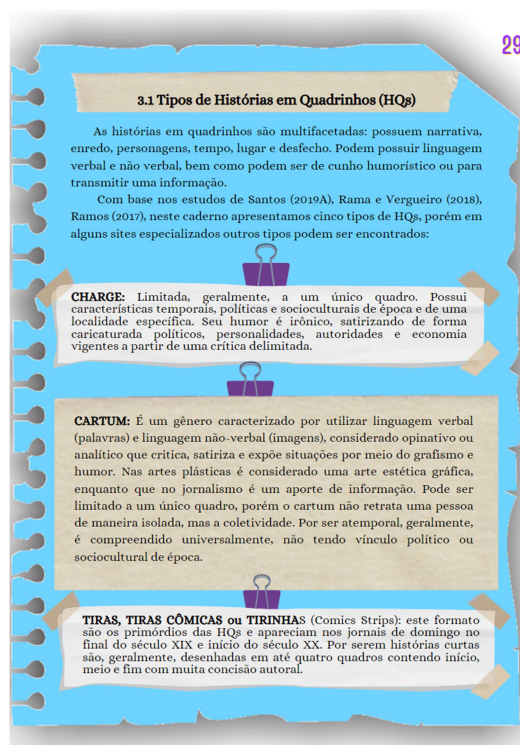 29
3.1 Tipos de Histórias em Quadrinhos (HQs)
As histórias em quadrinhos são multifacetadas: possuem narrativa,
enredo, personagens, tempo, lugar e desfecho. Podem possuir linguagem
verbal e não verbal, bem como podem ser de cunho humorístico ou para
transmitir uma informação.
Com base nos estudos de Santos (2019A), Rama e Vergueiro (2018),
Ramos (2017), neste caderno apresentamos cinco tipos de HQs, porém em
alguns sites especializados outros tipos podem ser encontrados:
CHARGE: Limitada, geralmente, a um único quadro. Possui
características temporais, políticas e socioculturais de época e de uma
localidade específica. Seu humor é irônico, satirizando de forma
caricaturada políticos, personalidades, autoridades e economia
vigentes a partir de uma crítica delimitada.
CARTUM: É um gênero caracterizado por utilizar linguagem verbal
(palavras) e linguagem não-verbal (imagens), considerado opinativo ou
analítico que critica, satiriza e expõe situações por meio do grafismo e
humor. Nas artes plásticas é considerado uma arte estética gráfica,
enquanto que no jornalismo é um aporte de informação. Pode ser
limitado a um único quadro, porém o cartum não retrata uma pessoa
de maneira isolada, mas a coletividade. Por ser atemporal, geralmente,
é compreendido universalmente, não tendo vínculo político ou
sociocultural de época.
TIRAS, TIRAS CÔMICAS ou TIRINHAS (Comics Strips): este formato
são os primórdios das HQs e apareciam nos jornais de domingo no
final do século XIX e início do século XX. Por serem histórias curtas
são, geralmente, desenhadas em até quatro quadros contendo início,
meio e fim com muita concisão autoral.